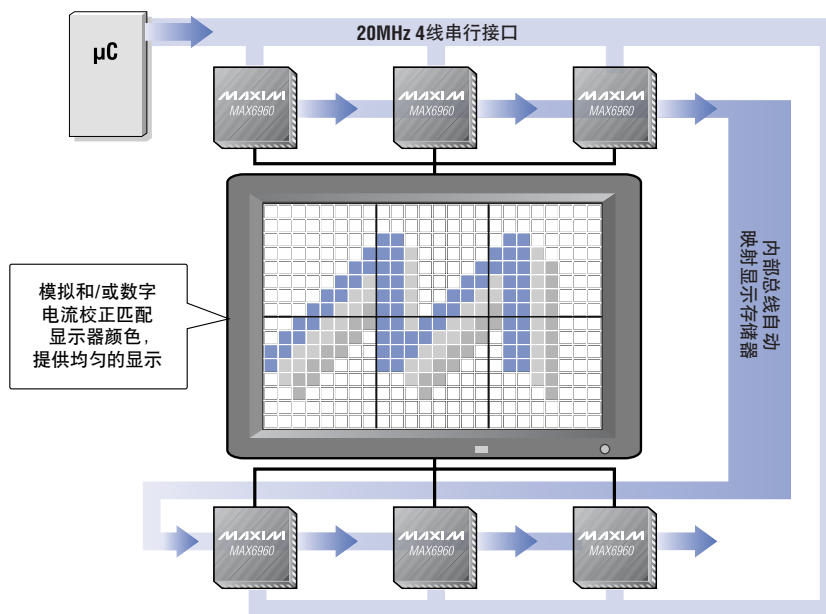 µC
20MHz 4线串行接口
MAXIM
MAX6960
MAXIM
MAX6960
MAXIM
MAX6960
模拟和/或数字
电流校正匹配
显示器颜色，
提供均匀的显示
内部总线自动
映射显示存储器
MAXIM
MAX6960
MAXIM
MAX6960
MAXIM
MAX6960